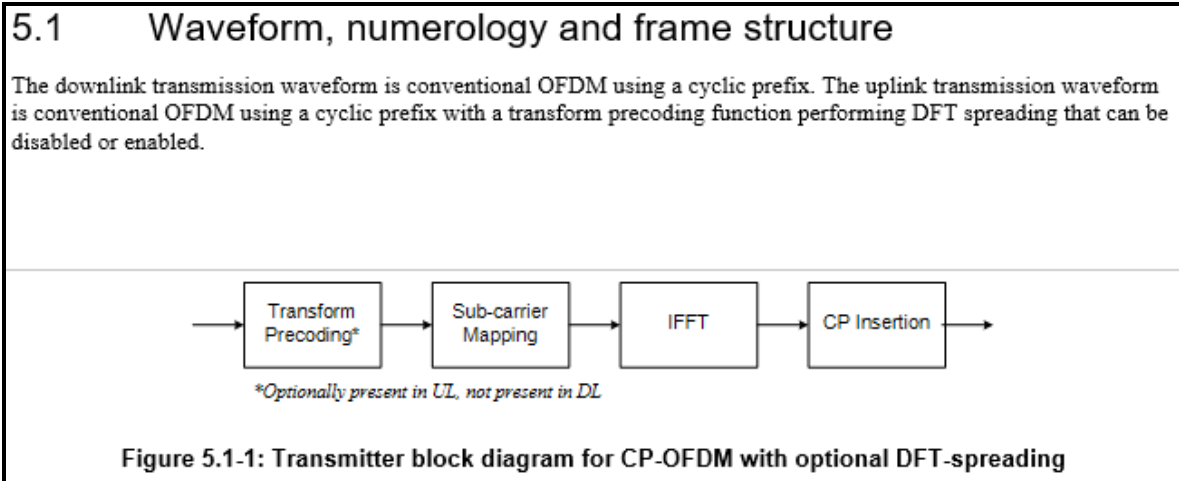 5.1 Waveform, numerology and frame structure
The downlink transmission waveform is conventional OFDM using a cyclic prefix. The uplink transmission waveform
is conventional OFDM using a cyclic prefix with a transform precoding function performing DFT spreading that can be
disabled or enabled.
Transform
Precoding*
Sub-carrier
Mapping
IFFT
CP Insertion
*Optionally present in UL, not present in DL
Figure 5.1-1: Transmitter block diagram for CP-OFDM with optional DFT-spreading